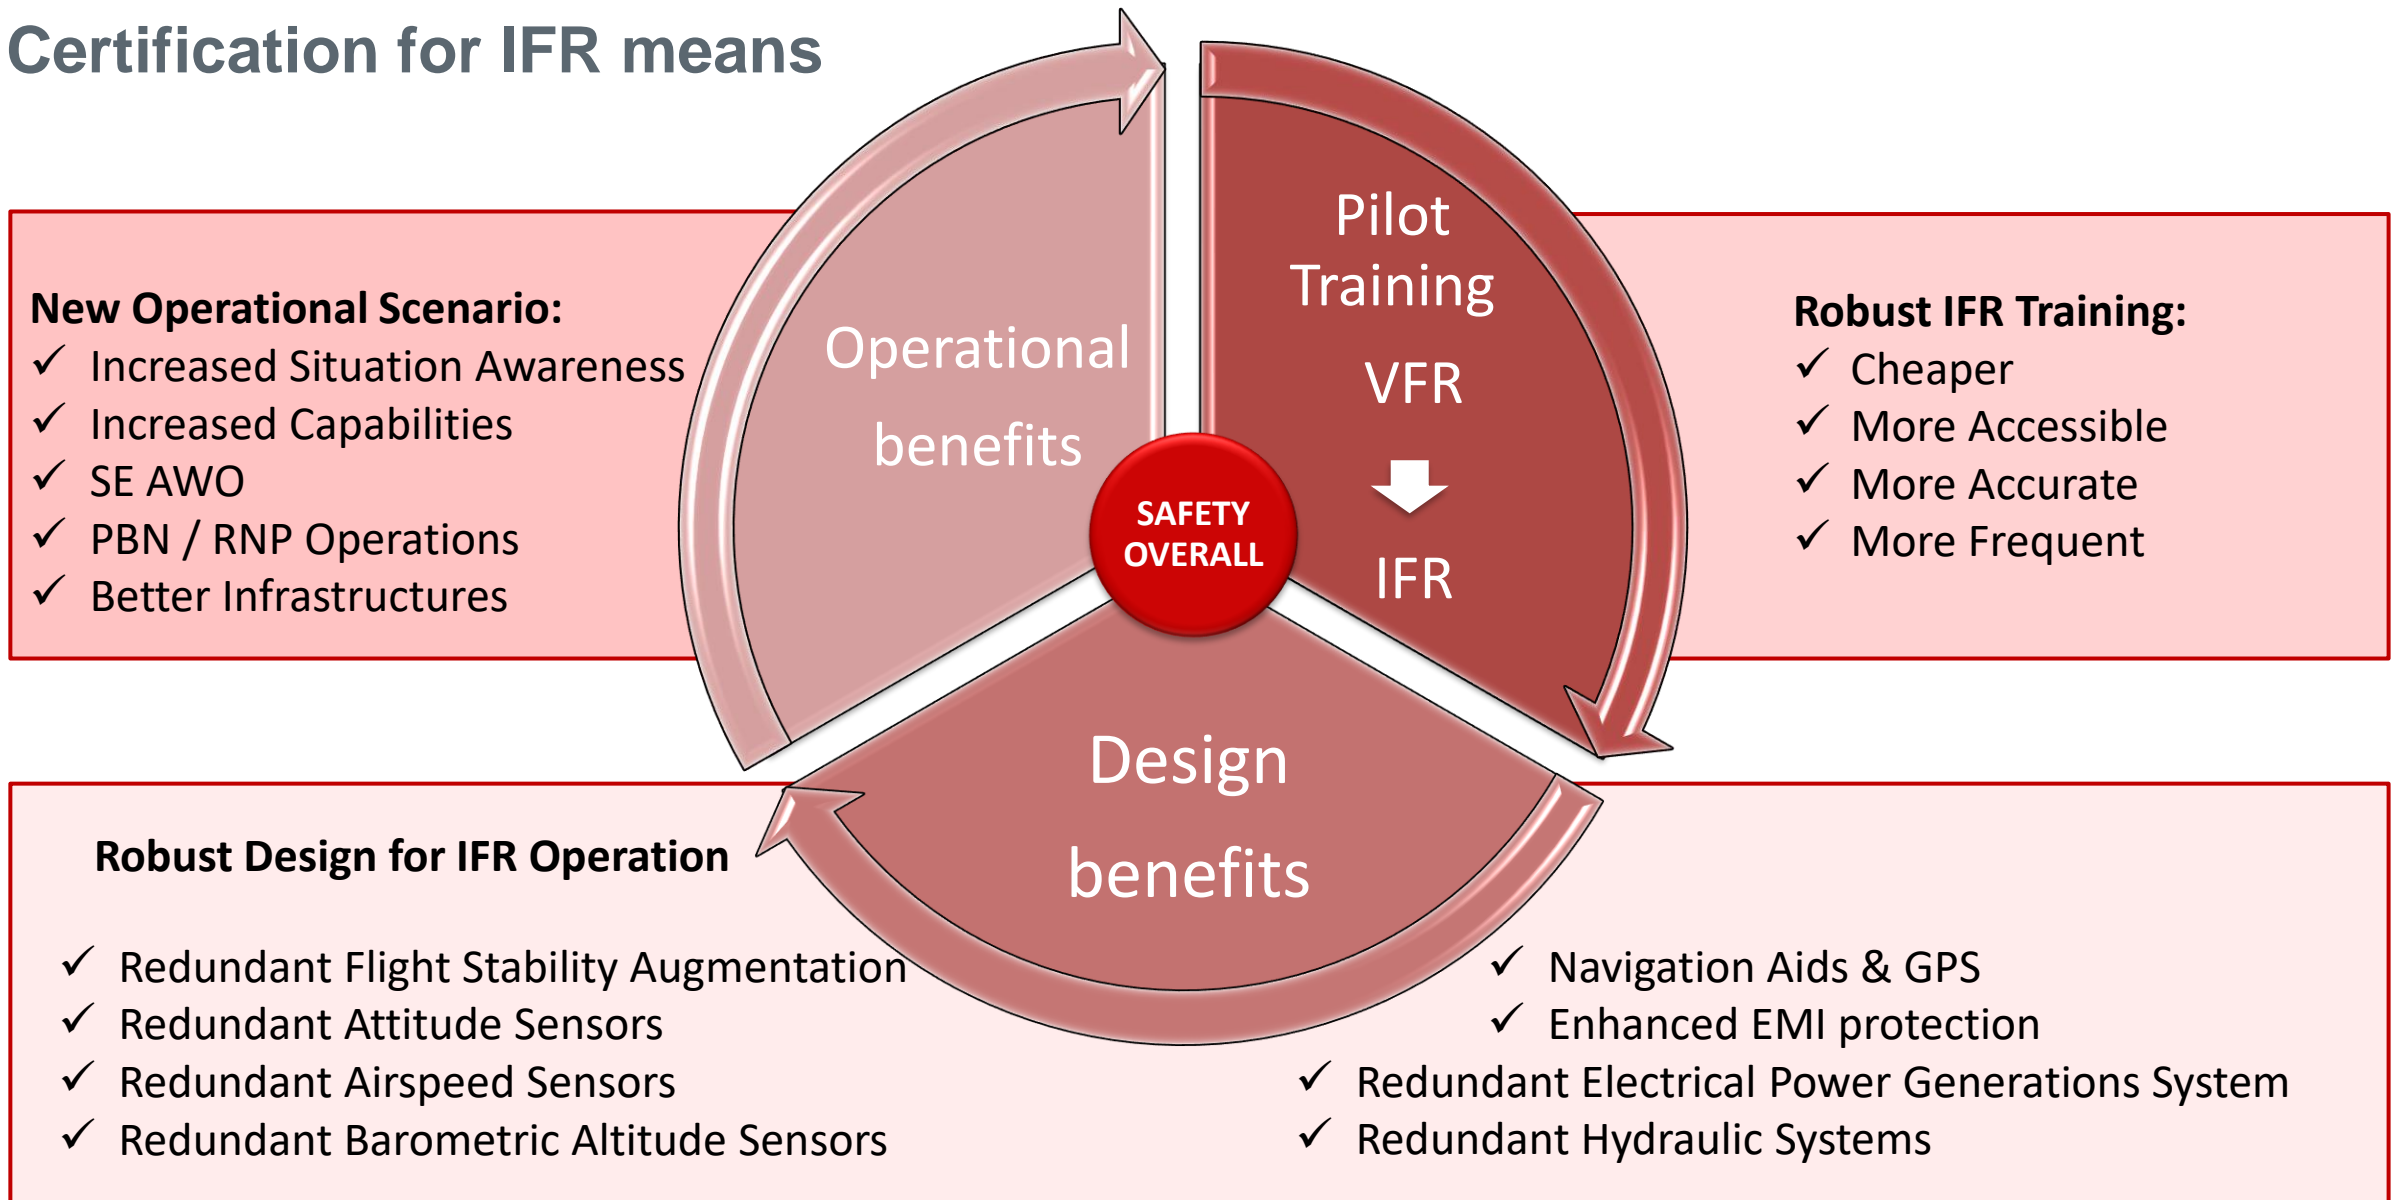 Certification for IFR means
New Operational Scenario:
✓ Increased Situation Awareness
✓ Increased Capabilities
✓ SE AWO
✓ PBN / RNP Operations
✓ Better Infrastructures
Operational
benefits
Pilot
Training
VFR
IFR
SAFETY
OVERALL
Robust IFR Training:
✓ Cheaper
✓ More Accessible
✓ More Accurate
✓ More Frequent
Design
benefits
Robust Design for IFR Operation
✓ Redundant Flight Stability Augmentation
✓ Redundant Attitude Sensors
✓ Redundant Airspeed Sensors
✓ Redundant Barometric Altitude Sensors
✓ Navigation Aids & GPS
✓ Enhanced EMI protection
✓ Redundant Electrical Power Generations System
✓ Redundant Hydraulic Systems